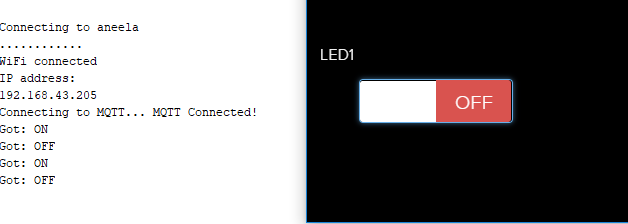 Connecting to aneela
............
WiFi connected
IP address:
192.168.43.205
Connecting to MQTT... MQTT Connected!
Got: ON
Got: OFF
Got: ON
Got: OFF
LED1
OFF